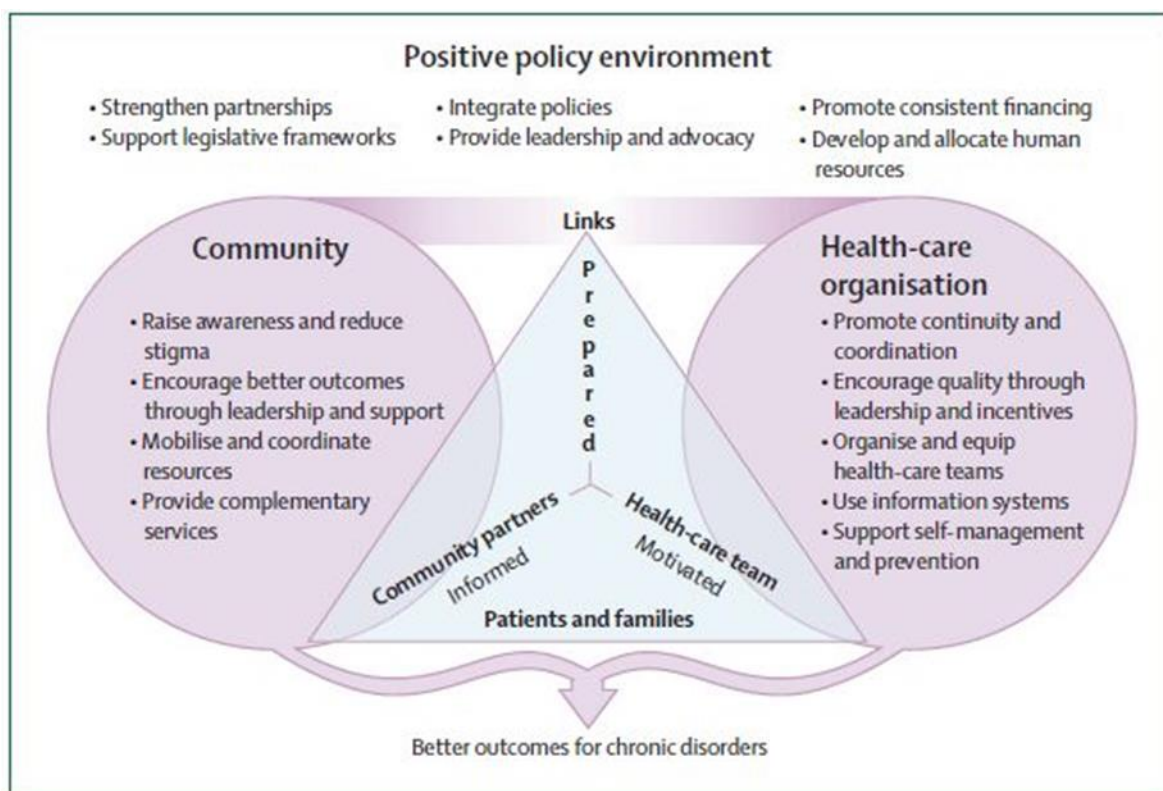 Positive policy environment
• Strengthen partnerships
• Support legislative frameworks
• Integrate policies
• Provide leadership and advocacy
• Promote consistent financing
• Develop and allocate human
resources
Links
Community
• Raise awareness and reduce
stigma
• Encourage better outcomes
through leadership and support
• Mobilise and coordinate
resources
• Provide complementary
services
Prepared
Community partners
Informed
Health-care team
Motivated
Patients and families
Health-care
organisation
• Promote continuity and
coordination
• Encourage quality through
leadership and incentives
• Organise and equip
health-care teams
• Use information systems
• Support self-management
and prevention
Better outcomes for chronic disorders